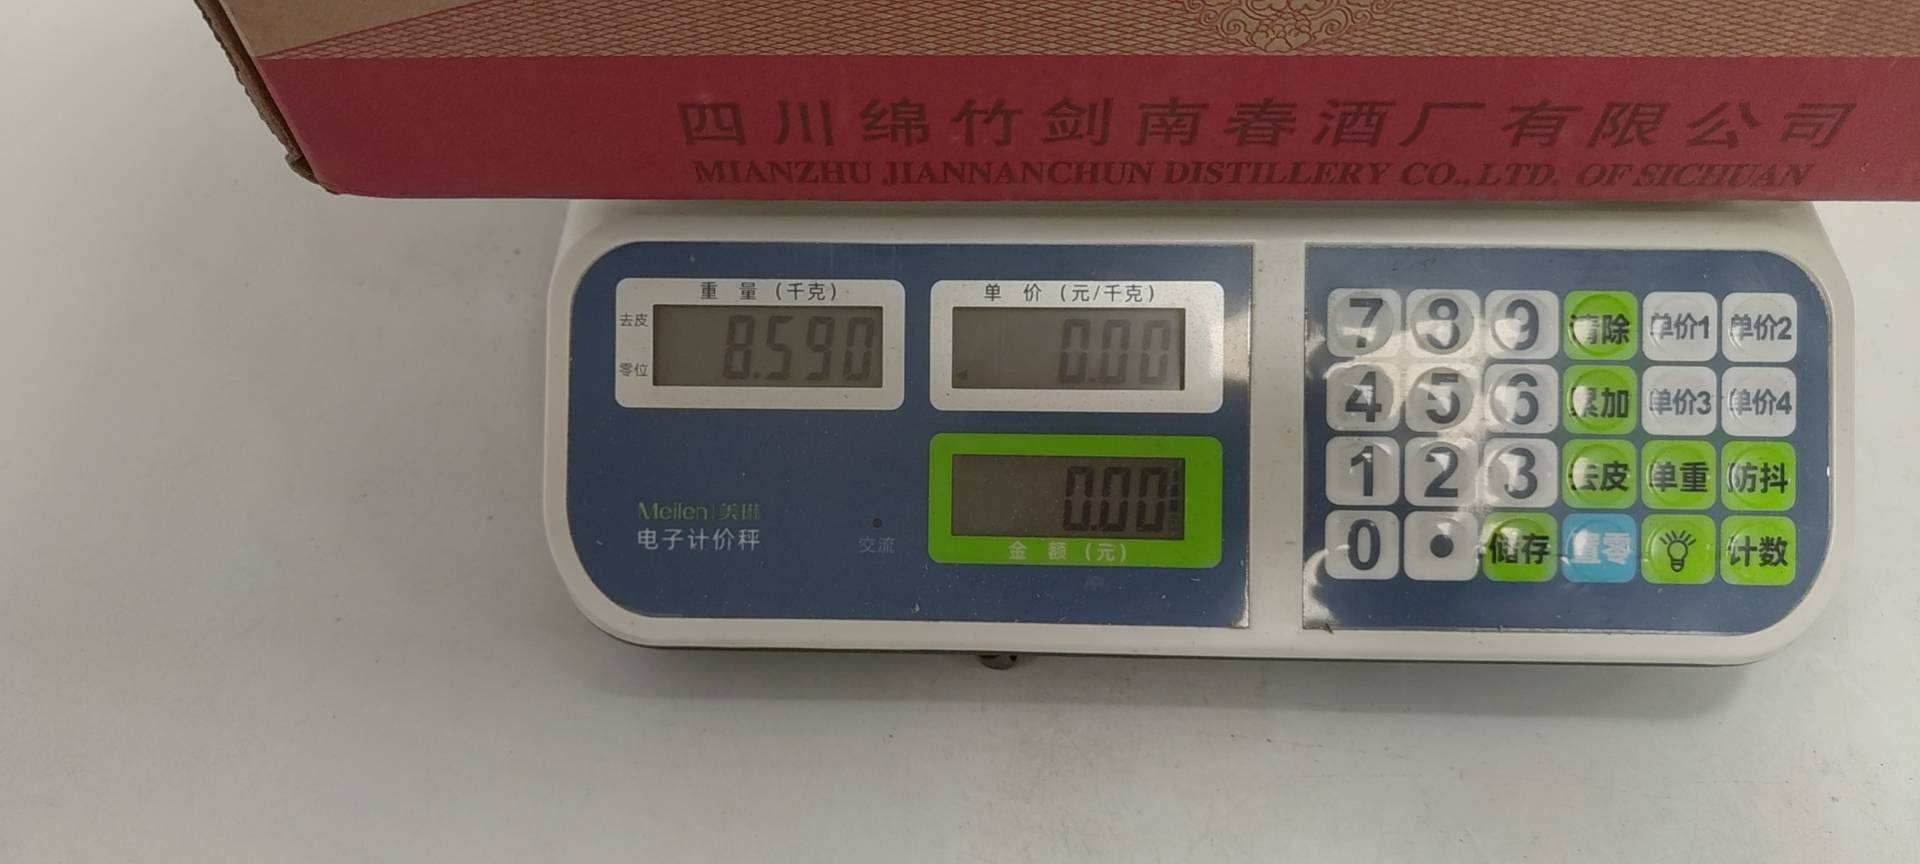 四川绵竹剑南春酒厂有限公司
MIANZHU JIANNANCHUN DISTILLERY CO.,LTD. OF SICHUAN
重量(千克)
去皮
零位
8.590
单价(元/千克)
0.00
0.00
金额(元)
Meilen|美琳
电子计价秤
交流
7 8 9 清除 单价1 单价2
4 5 6 累加 单价3 单价4
1 2 3 去皮 单重 防抖
0 . 储存 置零 计数